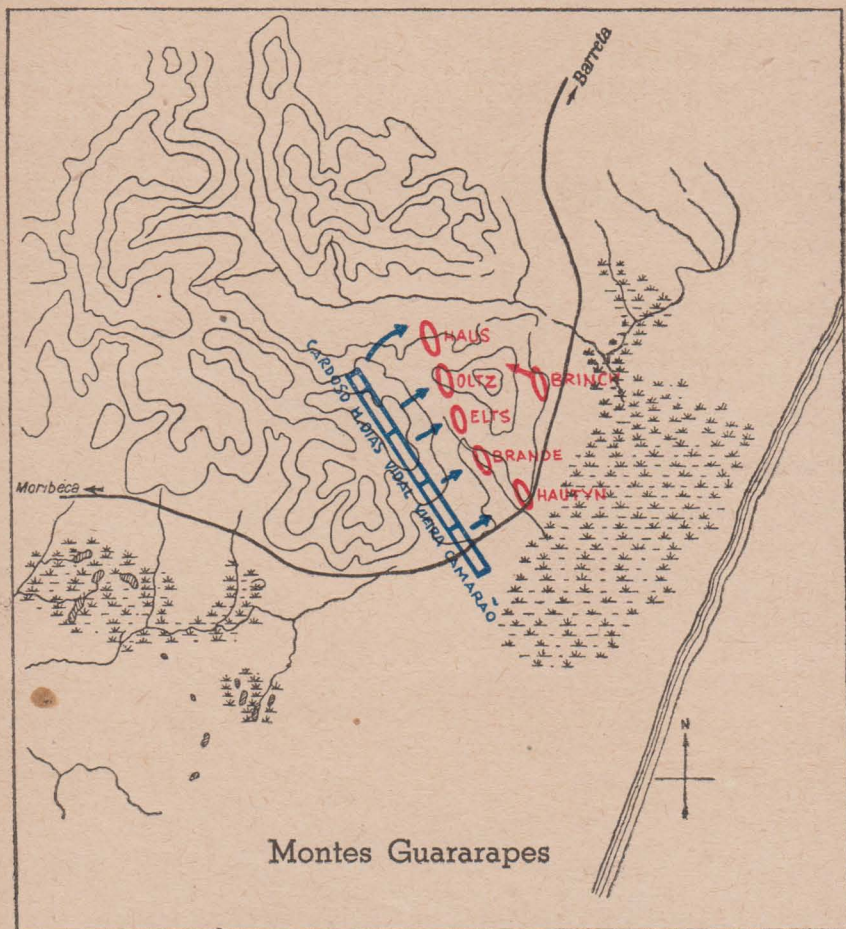 Barreta
HAUS
OLTZ
BRINCK
ELTS
BRANDE
HAUTYN
CARDOSO H. DIAS VIDAL VIEIRA CAMARÃO
Moribeca
N
Montes Guararapes